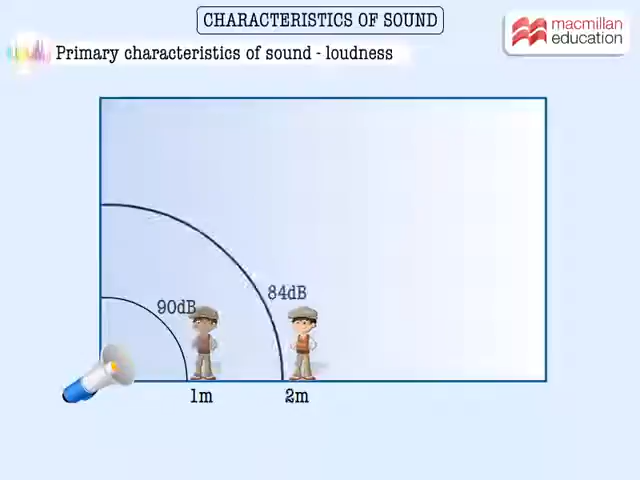 CHARACTERISTICS OF SOUND
macmillan
education
Primary characteristics of sound - loudness
84dB
90dB
1m
2m